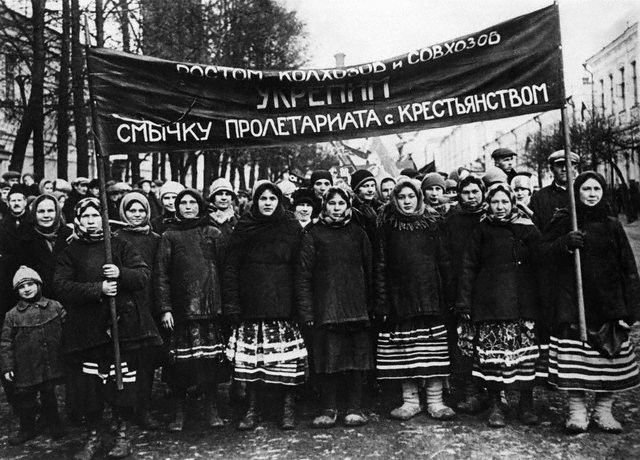 РОСТОМ КОЛХОЗОВ и СОВХОЗОВ
УКРЕПИМ
СМЫЧКУ ПРОЛЕТАРИАТА с КРЕСТЬЯНСТВОМ